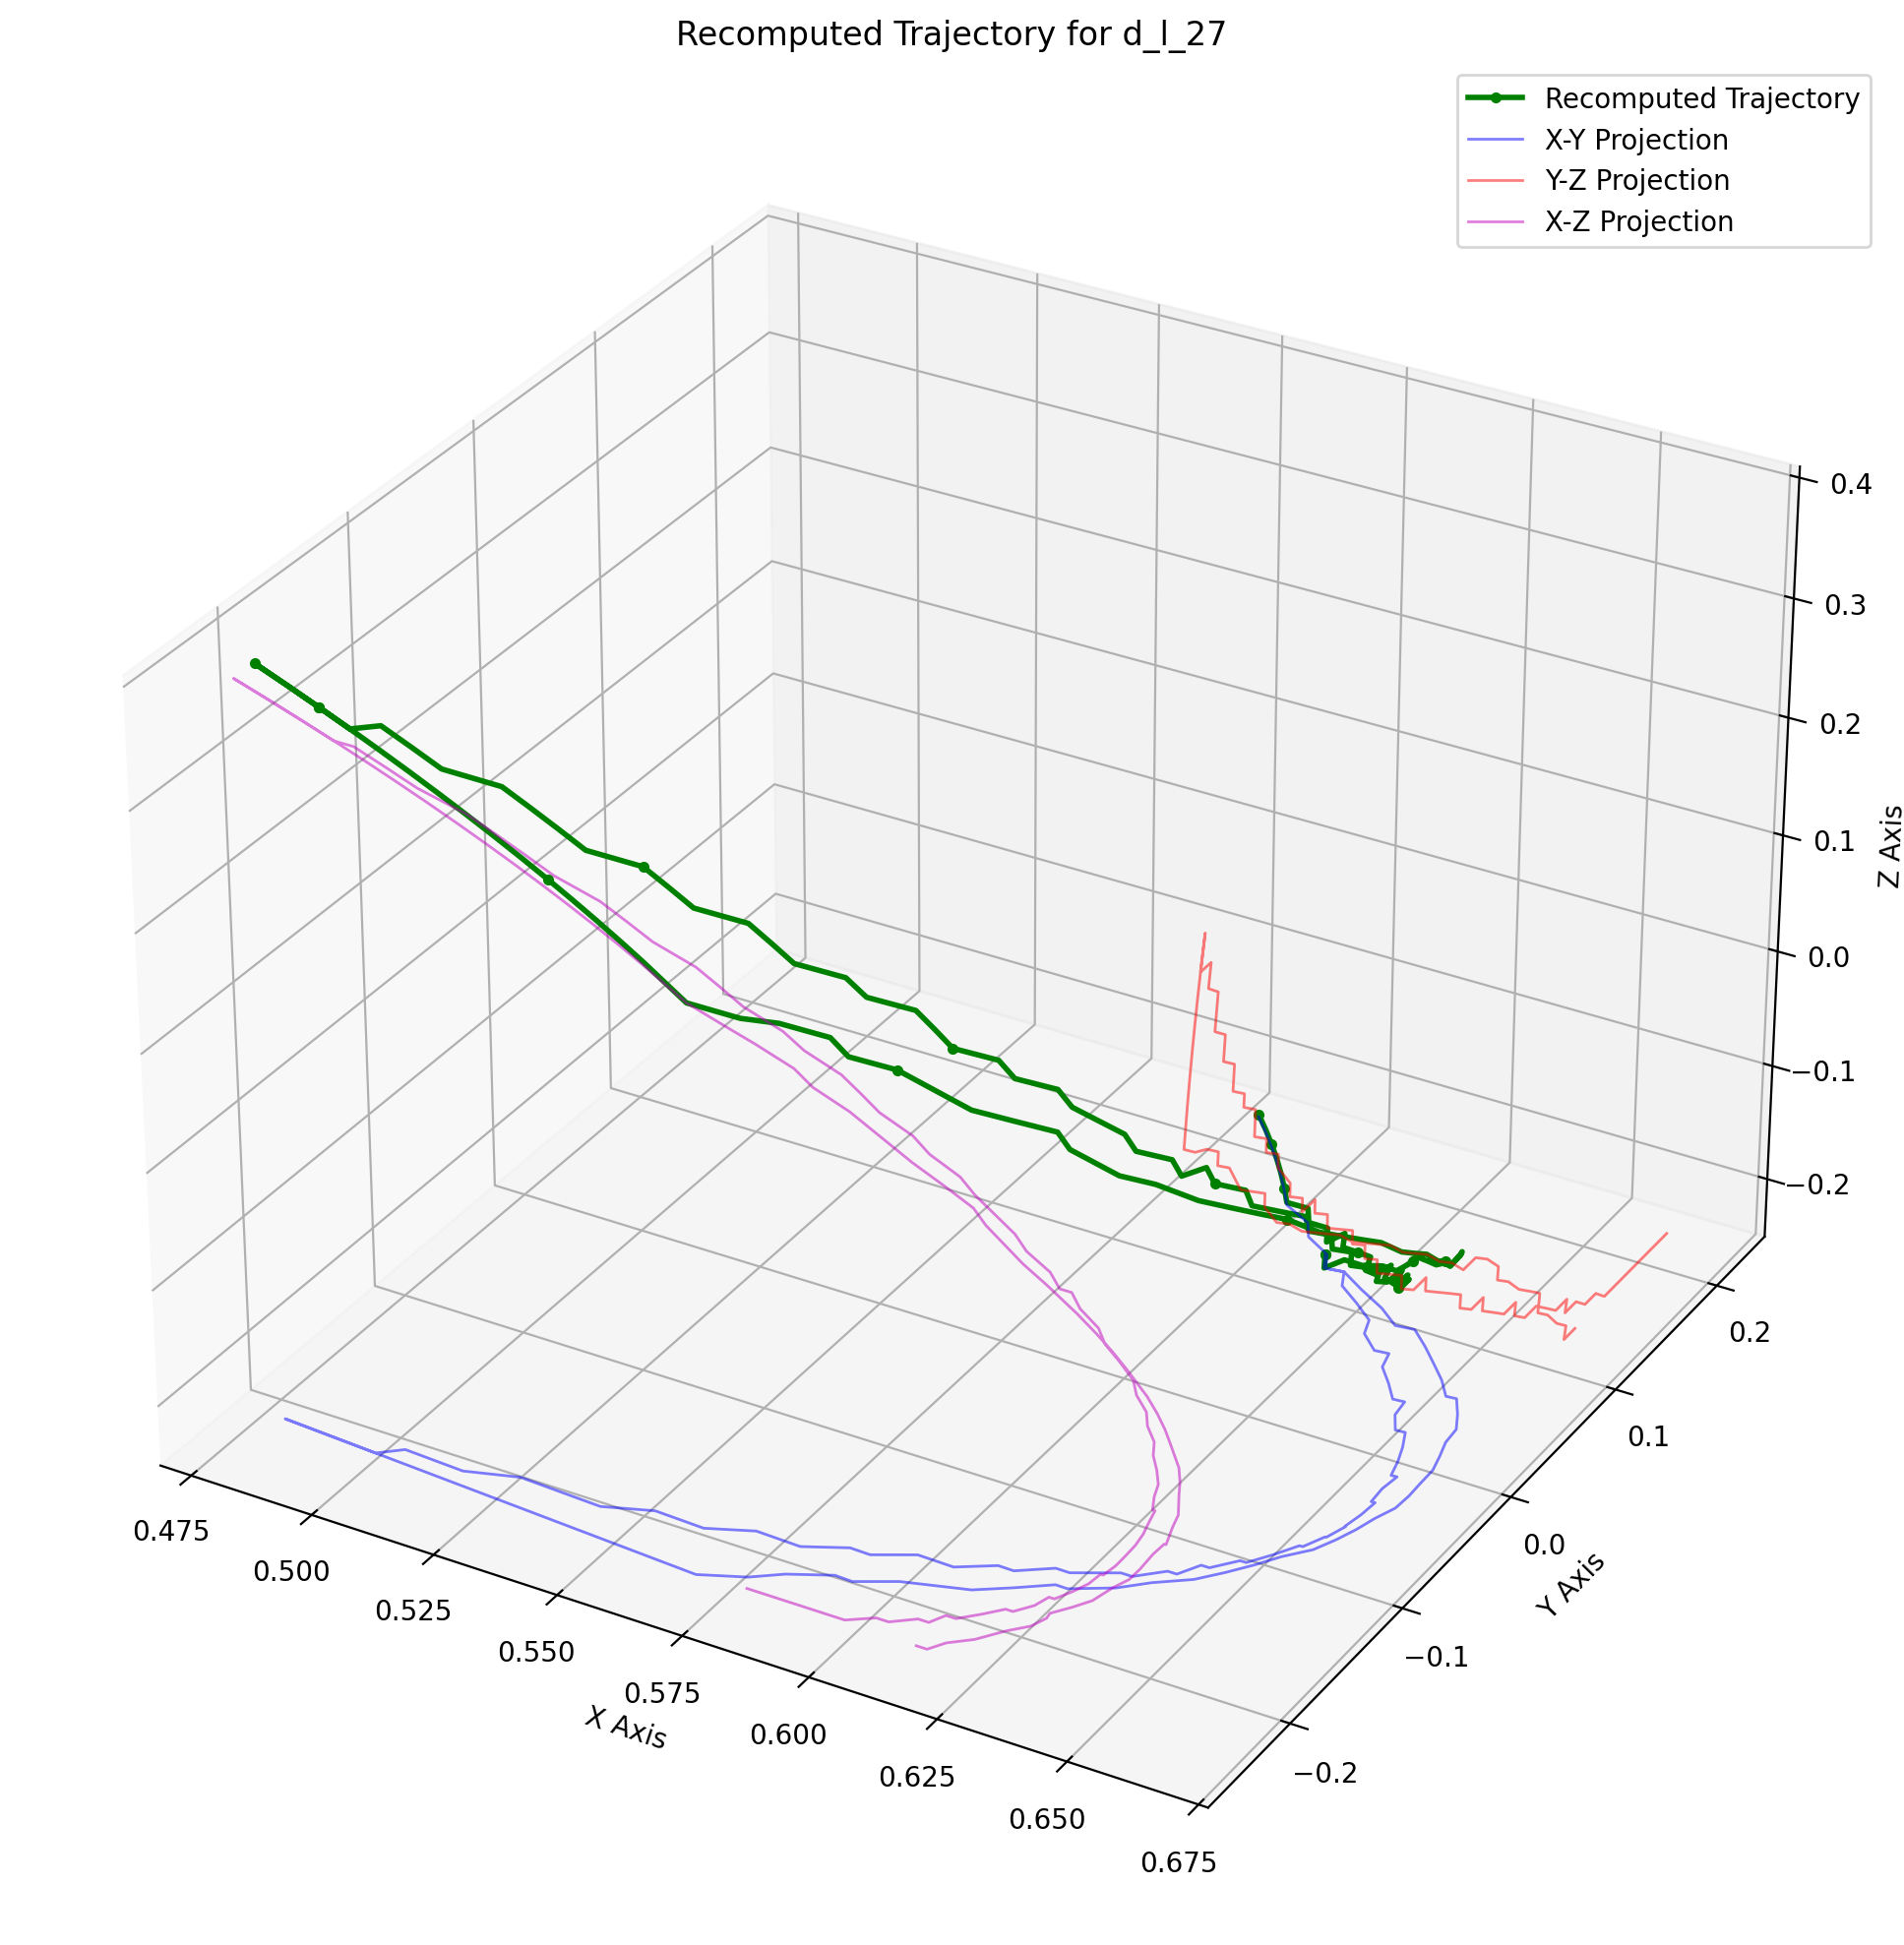 Recomputed Trajectory for d_l_27
Recomputed Trajectory
X-Y Projection
Y-Z Projection
X-Z Projection
0.4
0.3
0.2
0.1
0.0
−0.1
−0.2
Z Axis
0.2
0.1
0.0
−0.1
−0.2
Y Axis
0.475
0.500
0.525
0.550
0.575
0.600
0.625
0.650
0.675
X Axis